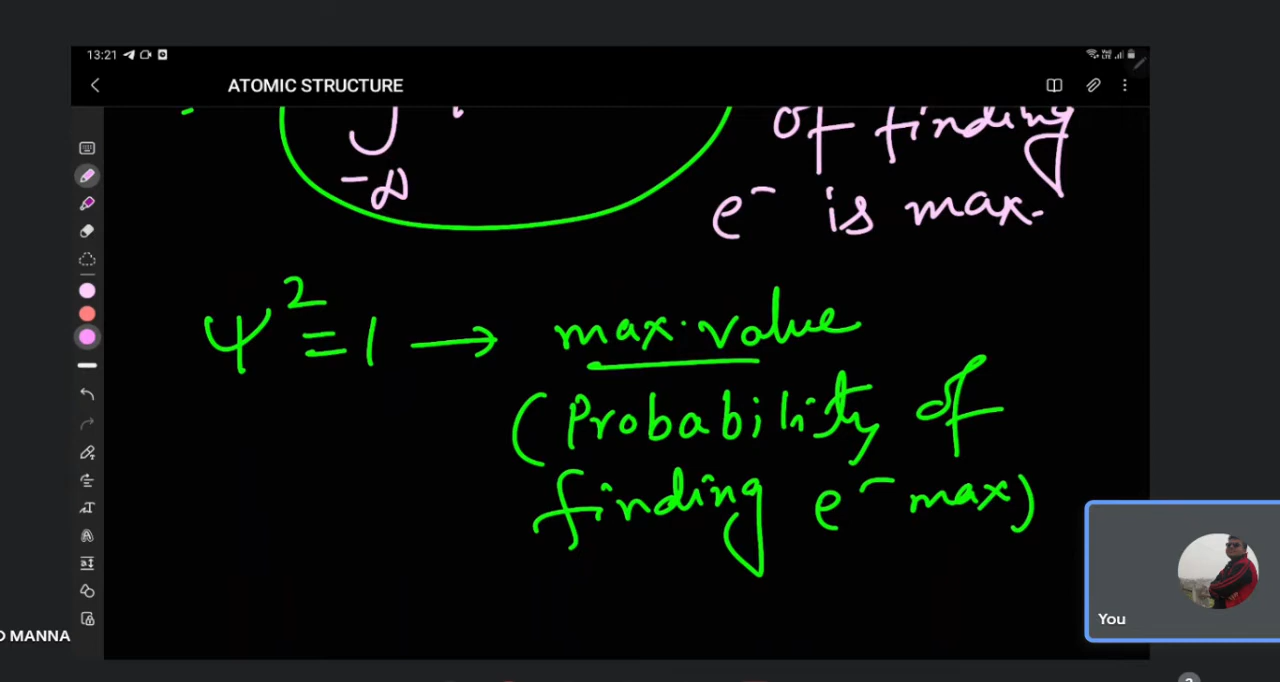 13:21
ATOMIC STRUCTURE
of finding
-∞
e⁻ is max.
ψ² = 1 → max. value
(Probability of
finding e⁻ max)
You
O MANNA